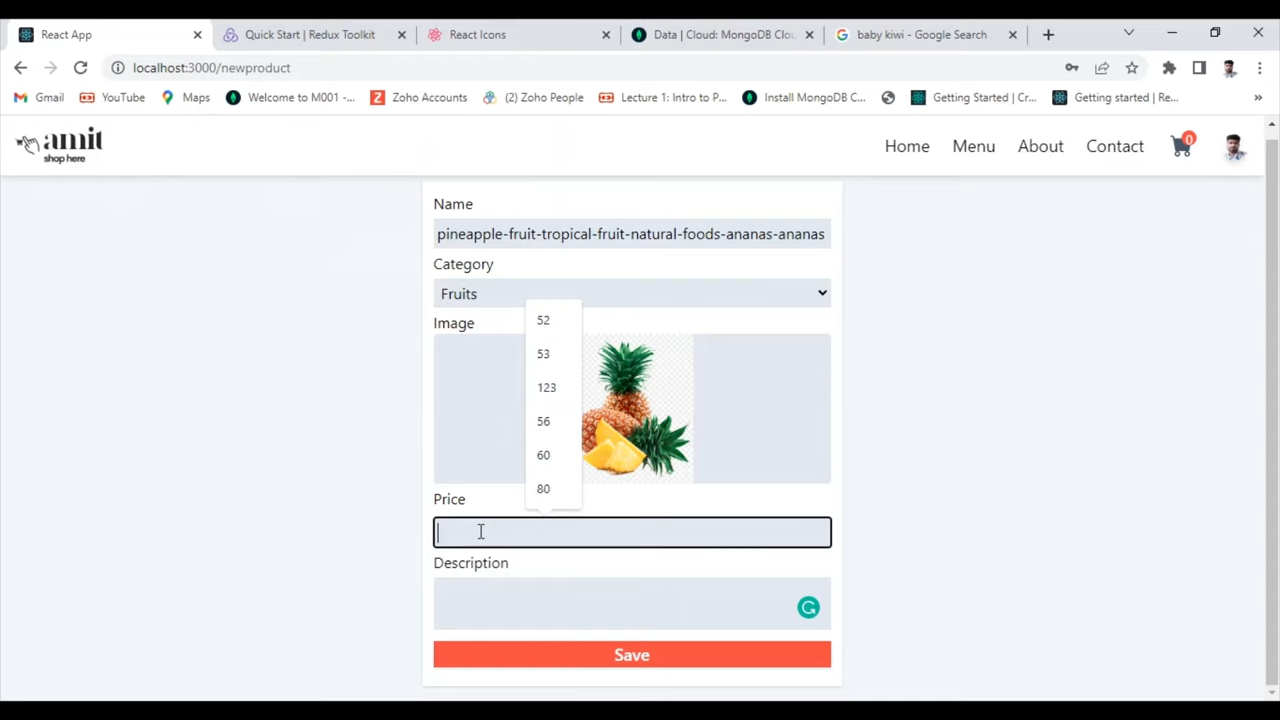 React App
Quick Start | Redux Toolkit
React Icons
Data | Cloud: MongoDB Clou
baby kiwi - Google Search
localhost:3000/newproduct
Gmail
YouTube
Maps
Welcome to M001 -...
Zoho Accounts
(2) Zoho People
Lecture 1: Intro to P...
Install MongoDB C...
Getting Started | Cr...
Getting started | Re...
»
amit
shop here
Home
Menu
About
Contact
0
Name
pineapple-fruit-tropical-fruit-natural-foods-ananas-ananas
Category
Fruits
Image
52
53
123
56
60
80
Price
Description
Save